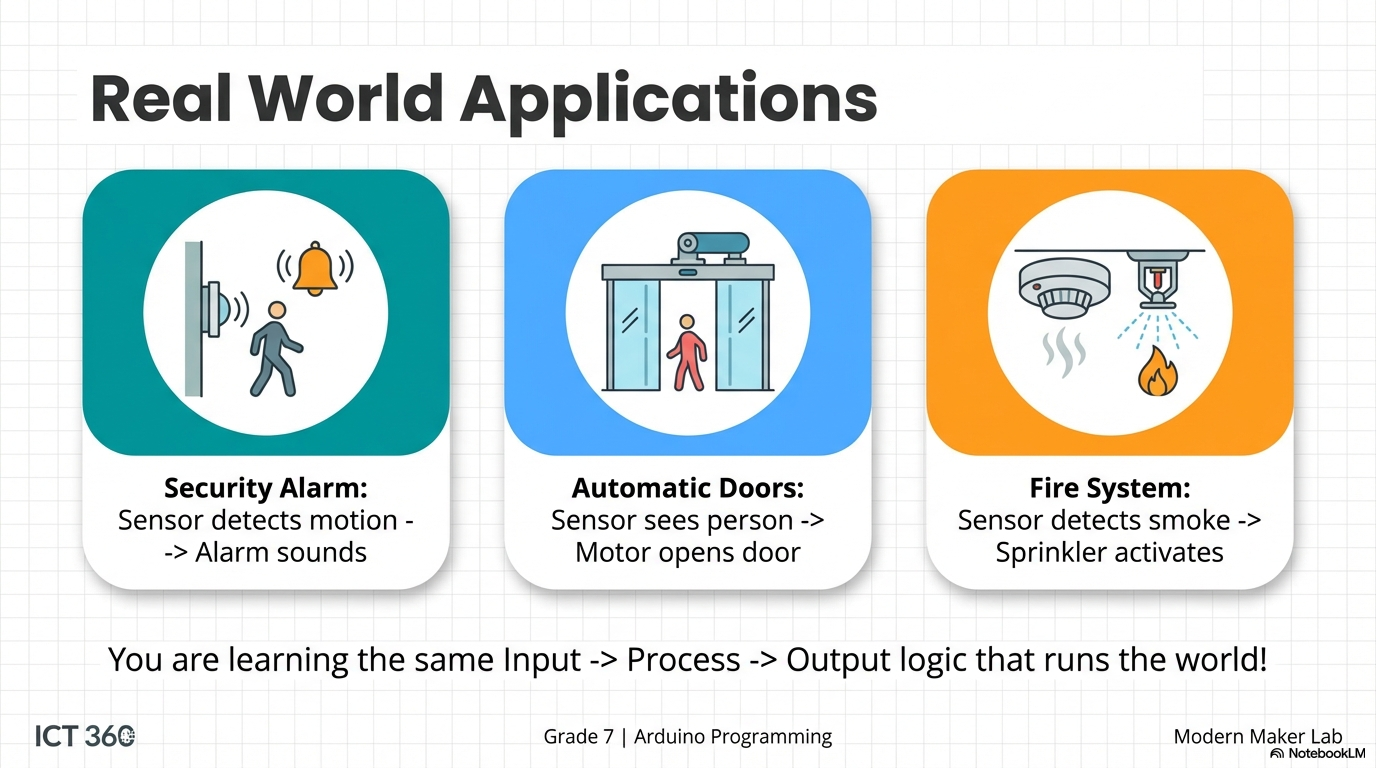 Real World Applications
Security Alarm:
Sensor detects motion -
-> Alarm sounds
Automatic Doors:
Sensor sees person ->
Motor opens door
Fire System:
Sensor detects smoke ->
Sprinkler activates
You are learning the same Input -> Process -> Output logic that runs the world!
ICT 360
Grade 7 | Arduino Programming
Modern Maker Lab
NotebookLM